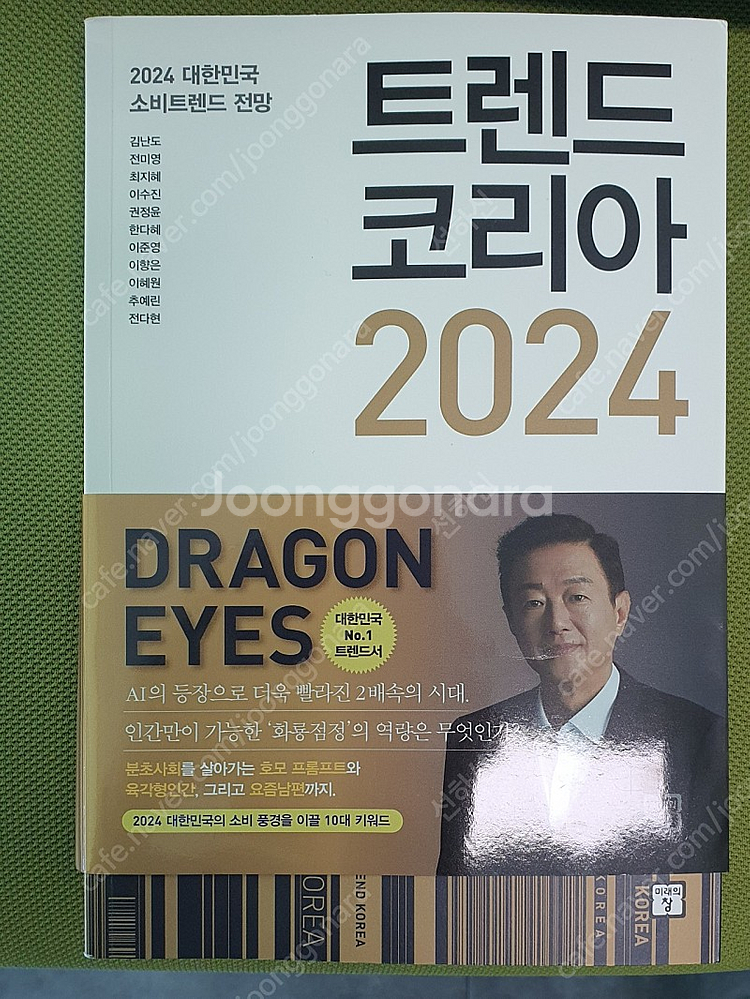 2024 대한민국
소비트렌드 전망
김난도
전미영
최지혜
이수진
권정윤
한다혜
이준영
이향은
이혜원
추예린
전다현
트렌드
코리아
2024
Joonggonara
DRAGON
EYES
대한민국
No.1
트렌드서
AI의 등장으로 더욱 빨라진 2배속의 시대.
인간만이 가능한 ‘화룡점정’의 역량은 무엇인가?
분초사회를 살아가는 호모 프롬프트와
육각형인간, 그리고 요즘남편까지.
2024 대한민국의 소비 풍경을 이끌 10대 키워드
OREA
END KOREA
KOREA
KOREA
미래의
창
cafe.naver.com/joonggonara